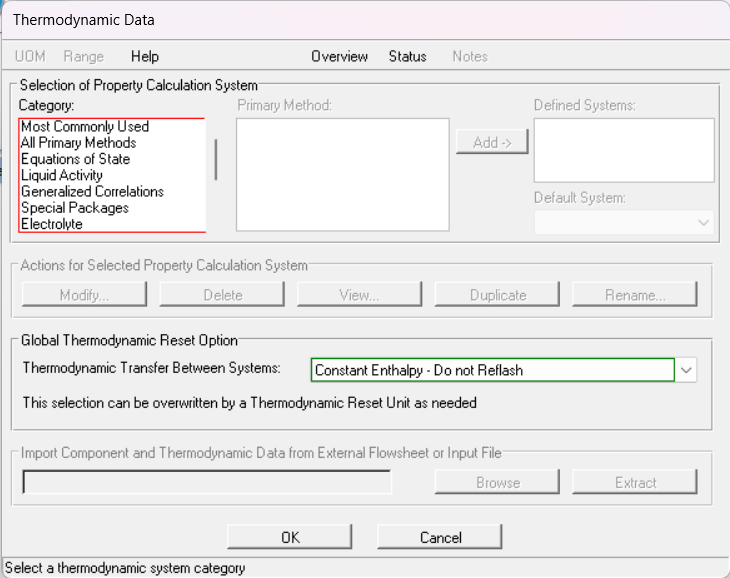 Thermodynamic Data
UOM Range Help Overview Status Notes
Selection of Property Calculation System
Category: Primary Method: Defined Systems:
Most Commonly Used
All Primary Methods
Equations of State
Liquid Activity
Generalized Correlations
Special Packages
Electrolyte
Add ->
Default System:
Actions for Selected Property Calculation System
Modify... Delete View... Duplicate Rename...
Global Thermodynamic Reset Option
Thermodynamic Transfer Between Systems: Constant Enthalpy - Do not Reflash
This selection can be overwritten by a Thermodynamic Reset Unit as needed
Import Component and Thermodynamic Data from External Flowsheet or Input File
Browse Extract
OK Cancel
Select a thermodynamic system category